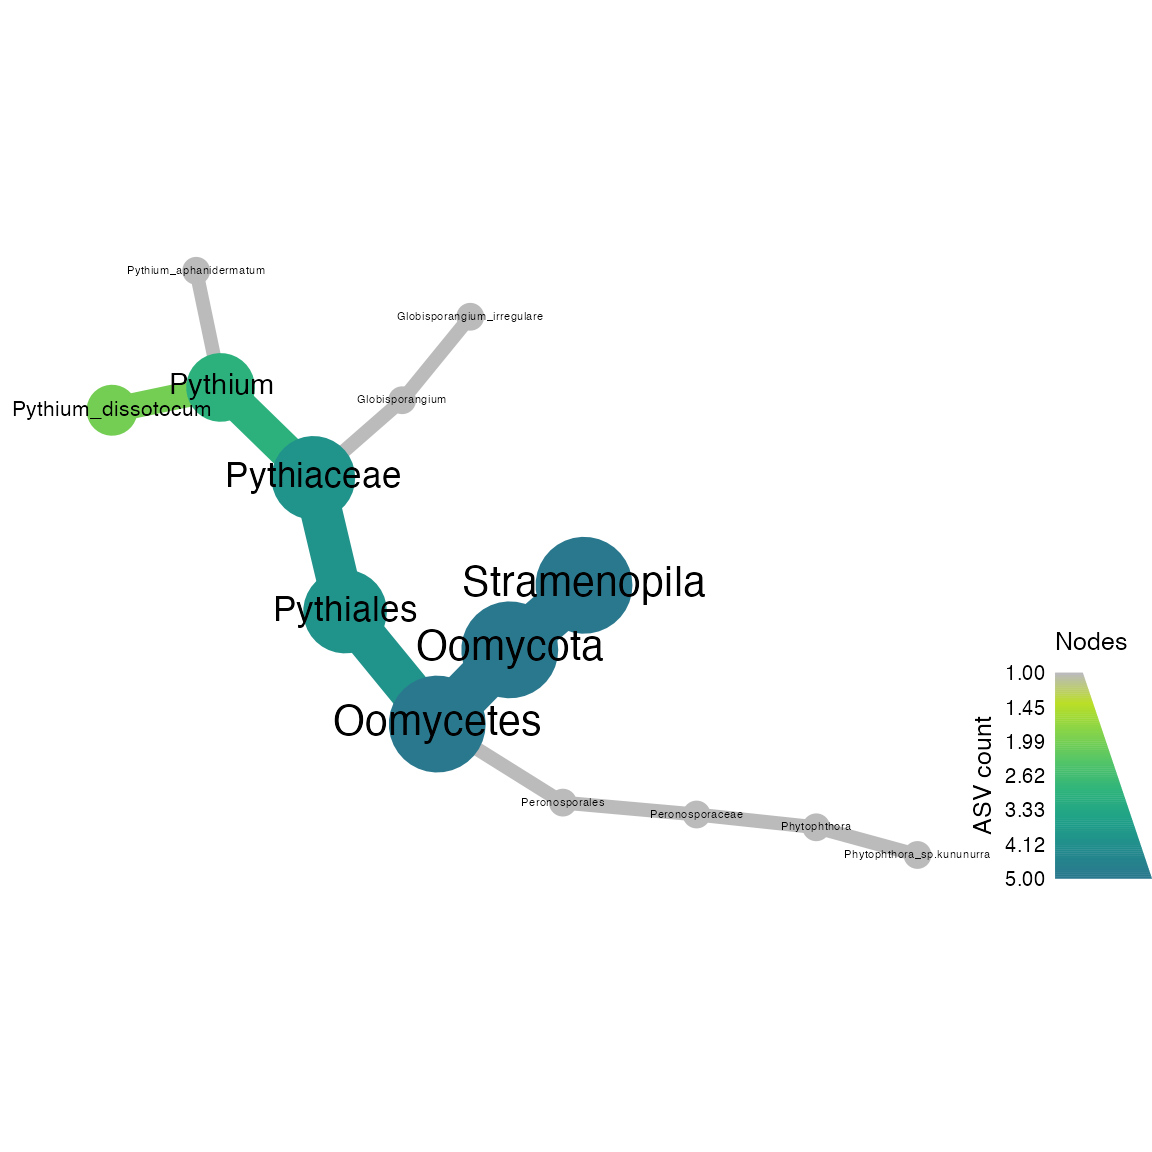 Pythium_aphanidermatum
Globisporangium_irregulare
Pythium
Globisporangium
Pythium_dissotocum
Pythiaceae
Stramenopila
Pythiales
Oomycota
Oomycetes
Peronosporales
Peronosporaceae
Phytophthora
Phytophthora_sp.kununurra
Nodes
ASV count
1.00
1.45
1.99
2.62
3.33
4.12
5.00